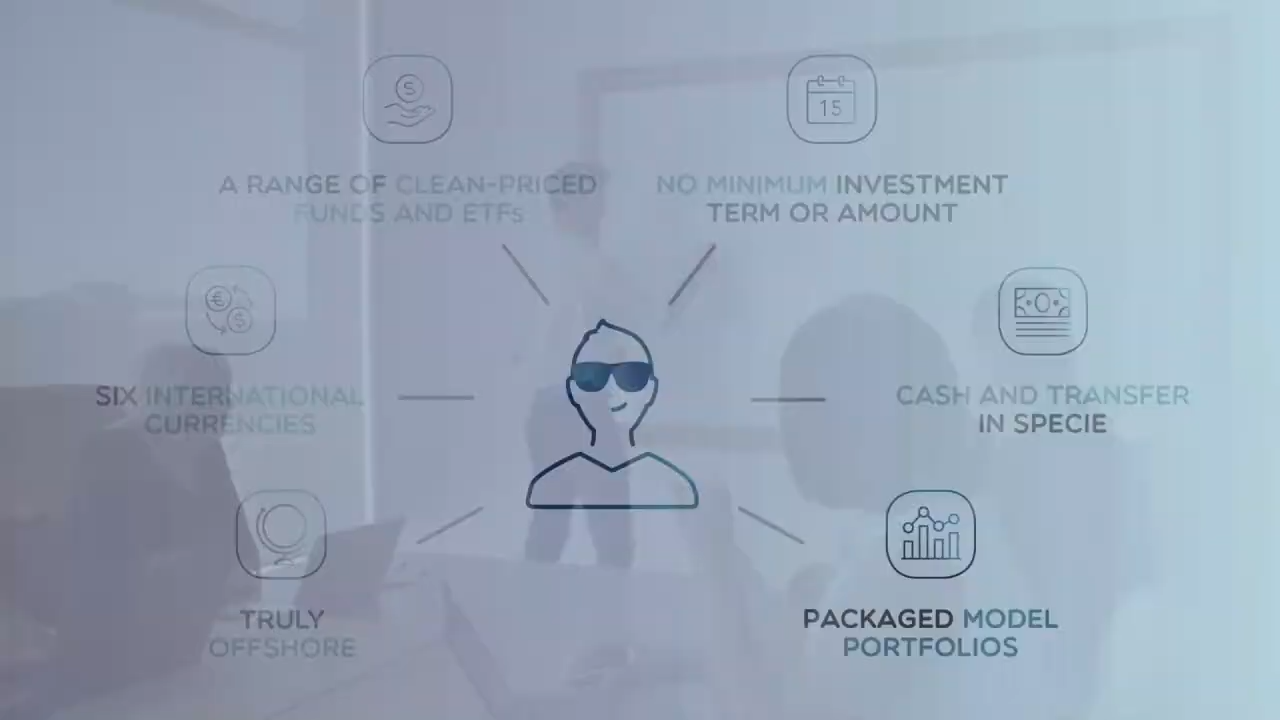 A RANGE OF CLEAN-PRICED
FUNDS AND ETFs
NO MINIMUM INVESTMENT
TERM OR AMOUNT
15
S
€
$
SIX INTERNATIONAL
CURRENCIES
CASH AND TRANSFER
IN SPECIE
TRULY
OFFSHORE
PACKAGED MODEL
PORTFOLIOS